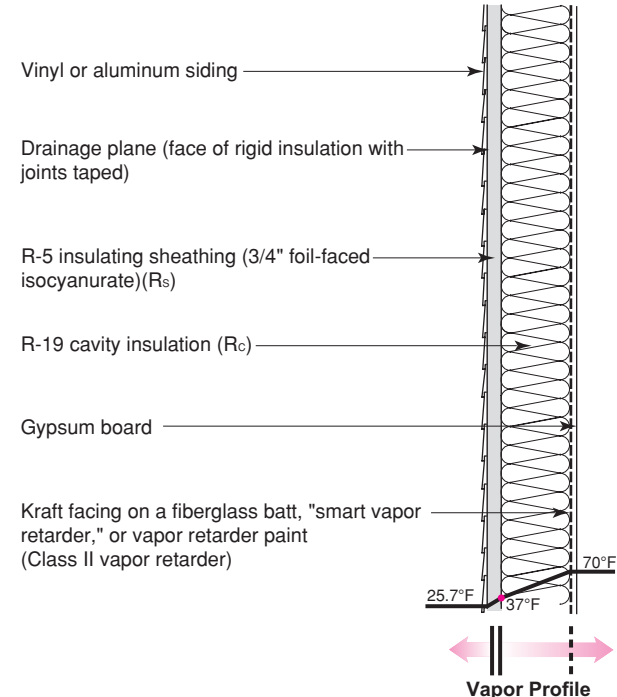 Vinyl or aluminum siding
Drainage plane (face of rigid insulation with
joints taped)
R-5 insulating sheathing (3/4" foil-faced
isocyanurate)(Rs)
R-19 cavity insulation (Rc)
Gypsum board
Kraft facing on a fiberglass batt, "smart vapor
retarder," or vapor retarder paint
(Class II vapor retarder)
70°F
25.7°F
37°F
Vapor Profile